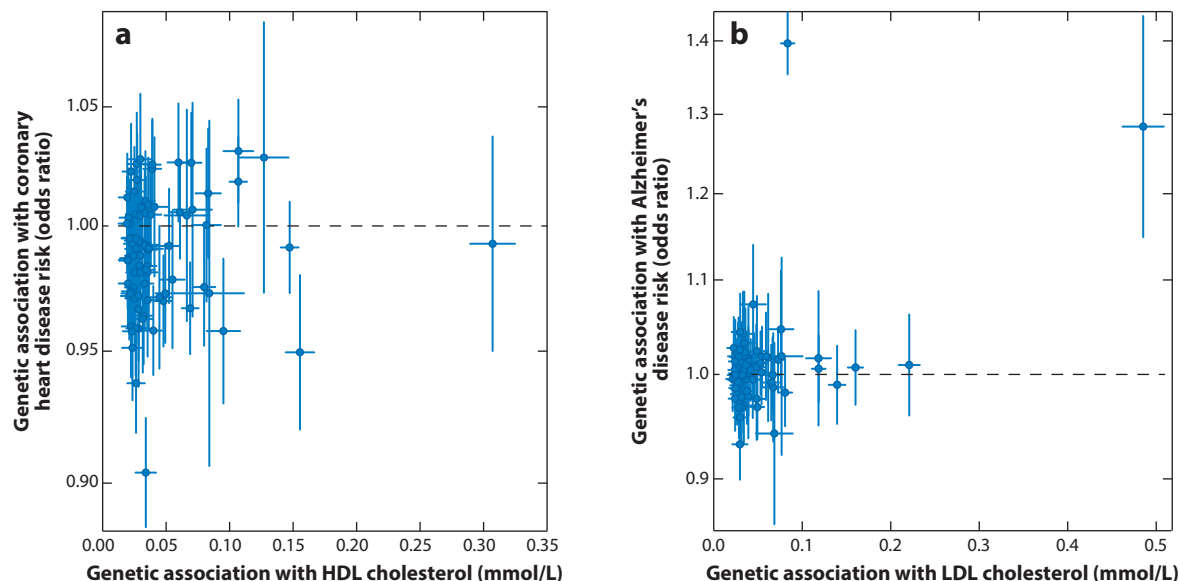 a
Genetic association with coronary
heart disease risk (odds ratio)
1.05
1.00
0.95
0.90
0.00 0.05 0.10 0.15 0.20 0.25 0.30 0.35
Genetic association with HDL cholesterol (mmol/L)
b
Genetic association with Alzheimer's
disease risk (odds ratio)
1.4
1.3
1.2
1.1
1.0
0.9
0.0 0.1 0.2 0.3 0.4 0.5
Genetic association with LDL cholesterol (mmol/L)